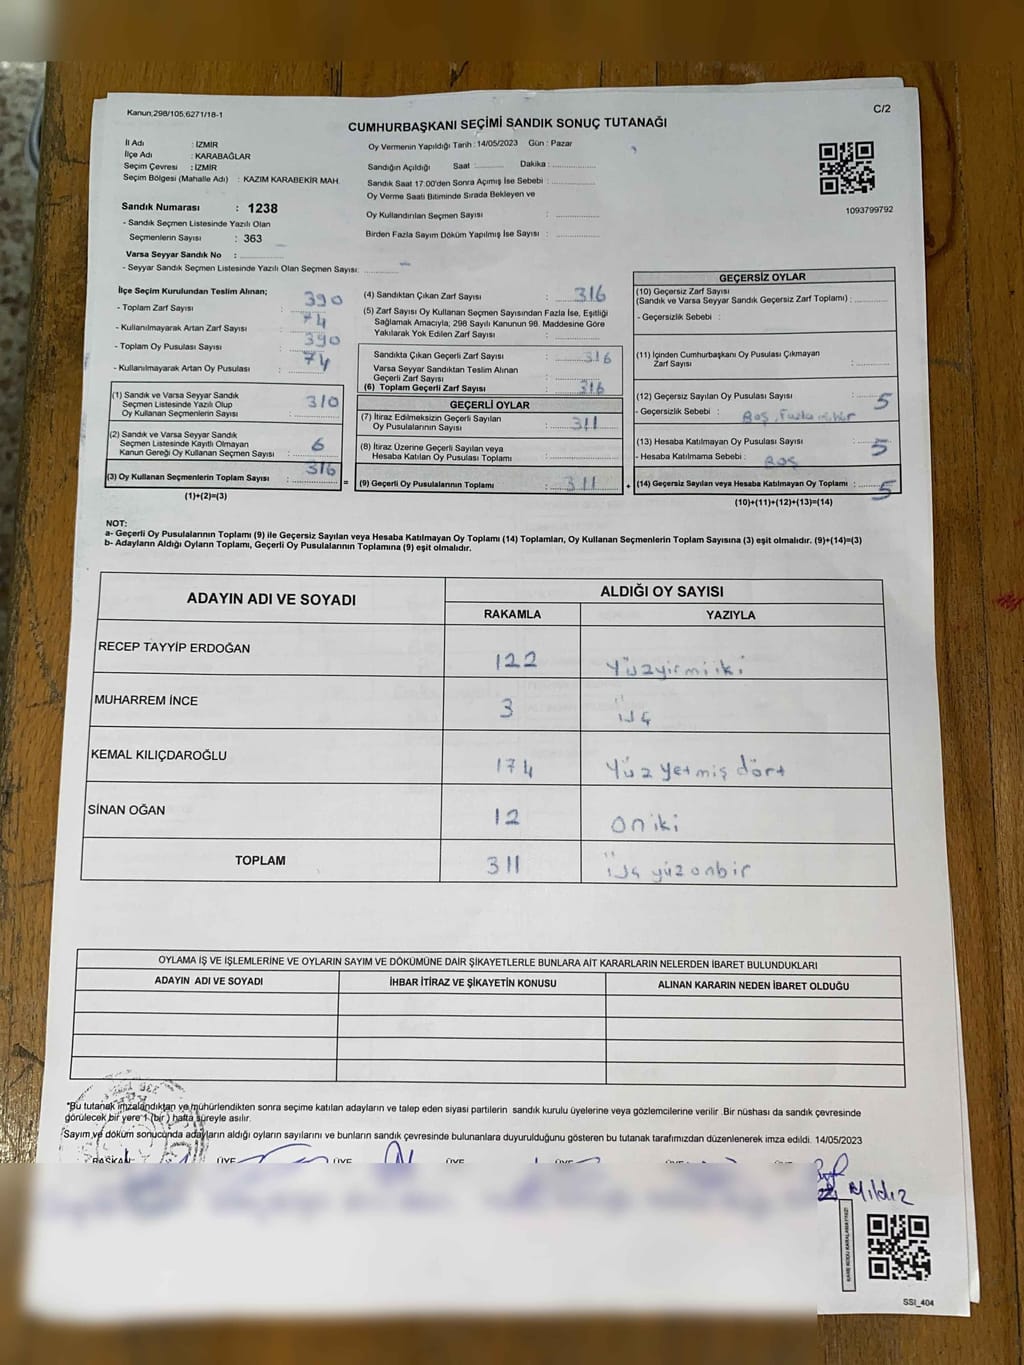 Kanun;298/105;6271/18-1
C/2
CUMHURBAŞKANI SEÇİMİ SANDIK SONUÇ TUTANAĞI
İl Adı : İZMİR
İlçe Adı : KARABAĞLAR
Seçim Çevresi : İZMİR
Seçim Bölgesi (Mahalle Adı) : KAZIM KARABEKİR MAH.
Sandık Numarası : 1238
- Sandık Seçmen Listesinde Yazılı Olan
Seçmenlerin Sayısı : 363
Varsa Seyyar Sandık No :
- Seyyar Sandık Seçmen Listesinde Yazılı Olan Seçmen Sayısı:
Oy Vermenin Yapıldığı Tarih : 14/05/2023 Gün : Pazar
Sandığın Açıldığı Saat : Dakika :
Sandık Saat 17:00'den Sonra Açmış İse Sebebi :
Oy Verme Saati Bitiminde Sırada Bekleyen ve
Oy Kullandırılan Seçmen Sayısı :
Birden Fazla Sayım Döküm Yapılmış İse Sayısı :
1093799792
İlçe Seçim Kurulundan Teslim Alınan;
- Toplam Zarf Sayısı : 390
- Kullanılmayarak Artan Zarf Sayısı : 74
- Toplam Oy Pusulası Sayısı : 390
- Kullanılmayarak Artan Oy Pusulası : 74
(1) Sandık ve Varsa Seyyar Sandık
Seçmen Listesinde Yazılı Olup
Oy Kullanan Seçmenlerin Sayısı : 310
(2) Sandık ve Varsa Seyyar Sandık
Seçmen Listesinde Kayıtlı Olmayan
Kanun Gereği Oy Kullanan Seçmen Sayısı : 6
(3) Oy Kullanan Seçmenlerin Toplam Sayısı : 316
(1)+(2)=(3)
(4) Sandıktan Çıkan Zarf Sayısı : 316
(5) Zarf Sayısı Oy Kullanan Seçmen Sayısından Fazla İse, Eşitliği
Sağlamak Amacıyla, 298 Sayılı Kanunun 98. Maddesine Göre
Yakılarak Yok Edilen Zarf Sayısı :
Sandıkta Çıkan Geçerli Zarf Sayısı : 316
Varsa Seyyar Sandıktan Teslim Alınan
Geçerli Zarf Sayısı :
(6) Toplam Geçerli Zarf Sayısı : 316
GEÇERLİ OYLAR
(7) İtiraz Edilmeksizin Geçerli Sayılan
Oy Pusulalarının Sayısı : 311
(8) İtiraz Üzerine Geçerli Sayılan veya
Hesaba Katılan Oy Pusulası Toplamı :
= (9) Geçerli Oy Pusulalarının Toplamı : 311
GEÇERSİZ OYLAR
(10) Geçersiz Zarf Sayısı
(Sandık ve Varsa Seyyar Sandık Geçersiz Zarf Toplamı) :
- Geçersizlik Sebebi :
(11) İçinden Cumhurbaşkanı Oy Pusulası Çıkmayan
Zarf Sayısı :
(12) Geçersiz Sayılan Oy Pusulası Sayısı : 5
- Geçersizlik Sebebi : Boş, Fazla mühür
(13) Hesaba Katılmayan Oy Pusulası Sayısı : 5
- Hesaba Katılmama Sebebi : Boş
+ (14) Geçersiz Sayılan veya Hesaba Katılmayan Oy Toplamı : 5
(10)+(11)+(12)+(13)=(14)
NOT:
a- Geçerli Oy Pusulalarının Toplamı (9) ile Geçersiz Sayılan veya Hesaba Katılmayan Oy Toplamı (14) Toplamları, Oy Kullanan Seçmenlerin Toplam Sayısına (3) eşit olmalıdır. (9)+(14)=(3)
b- Adayların Aldığı Oyların Toplamı, Geçerli Oy Pusulalarının Toplamına (9) eşit olmalıdır.
ADAYIN ADI VE SOYADI
ALDIĞI OY SAYISI
RAKAMLA YAZIYLA
RECEP TAYYİP ERDOĞAN 122 Yüzyirmiiki
MUHARREM İNCE 3 üç
KEMAL KILIÇDAROĞLU 174 Yüz yetmiş dört
SİNAN OĞAN 12 on iki
TOPLAM 311 üç yüz onbir
OYLAMA İŞ VE İŞLEMLERİNE VE OYLARIN SAYIM VE DÖKÜMÜNE DAİR ŞİKAYETLERLE BUNLARA AİT KARARLARIN NELERDEN İBARET BULUNDUKLARI
ADAYIN ADI VE SOYADI İHBAR İTİRAZ VE ŞİKAYETİN KONUSU ALINAN KARARIN NEDEN İBARET OLDUĞU
*Bu tutanak imzalandıktan ve mühürlendikten sonra seçime katılan adayların ve talep eden siyasi partilerin sandık kurulu üyelerine veya gözlemcilerine verilir .Bir nüshası da sandık çevresinde
görülecek bir yere 1 (bir ) hafta süreyle asılır.
Sayım ve döküm sonucunda adayların aldığı oyların sayılarını ve bunların sandık çevresinde bulunanlara duyurulduğunu gösteren bu tutanak tarafımızdan düzenlenerek imza edildi. 14/05/2023
BAŞKAN ÜYE ÜYE ÜYE ÜYE
Yıldız
SSI_404